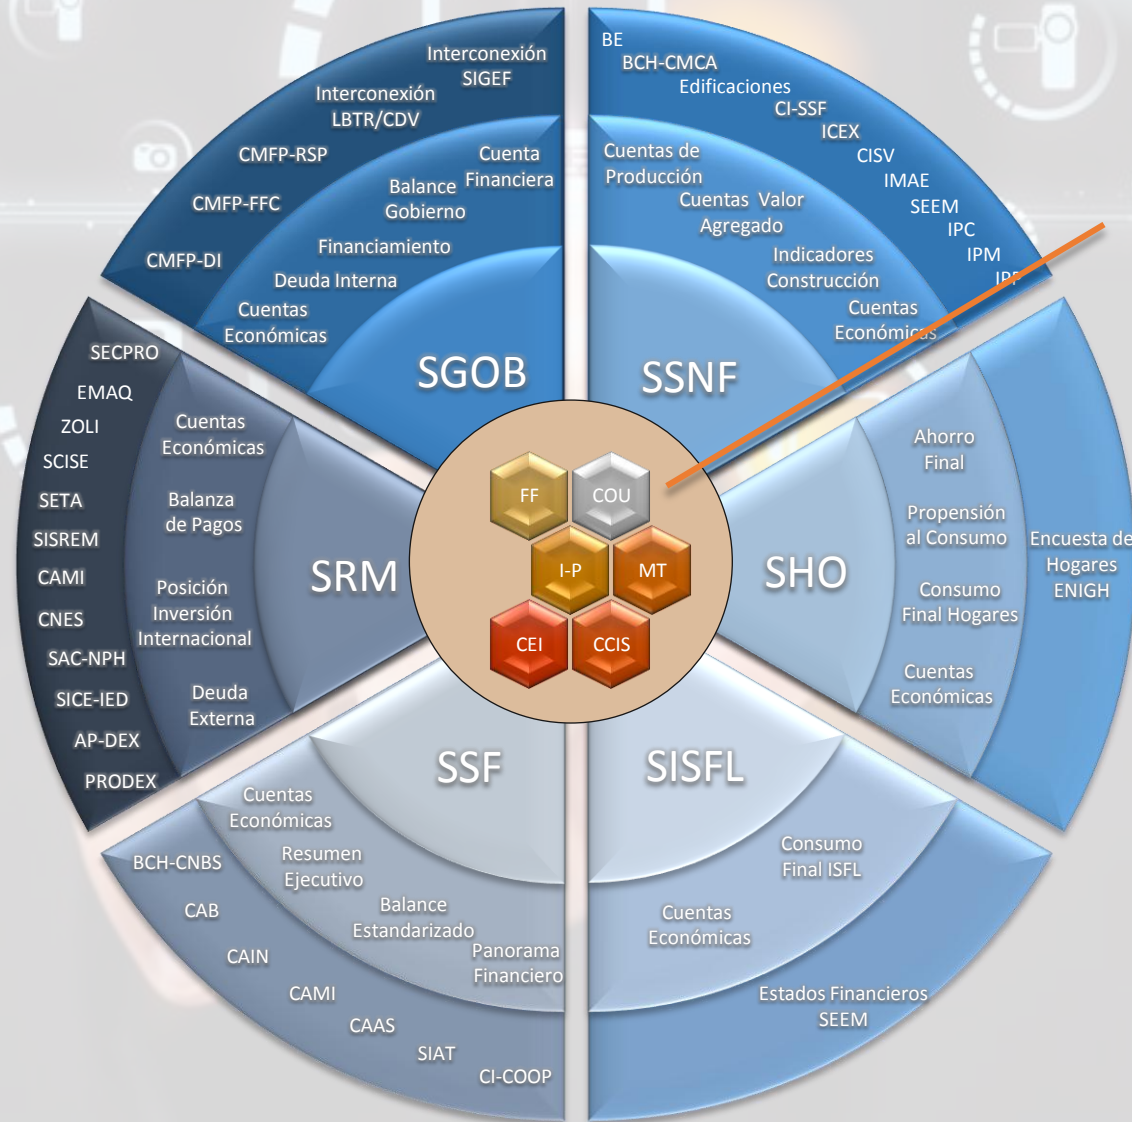 Interconexión
SIGEF
Interconexión
LBTR/CDV
CMFP-RSP
CMFP-FFC
CMFP-DI
Cuenta
Financiera
Balance
Gobierno
Financiamiento
Deuda Interna
Cuentas
Económicas
SGOB
BE
BCH-CMCA
Edificaciones
CI-SSF
ICEX
CISV
IMAE
SEEM
IPC
IPM
IPP
Cuentas de
Producción
Cuentas Valor
Agregado
Indicadores
Construcción
Cuentas
Económicas
SSNF
SECPRO
EMAQ
ZOLI
SCISE
SETA
SISREM
CAMI
CNES
SAC-NPH
SICE-IED
AP-DEX
PRODEX
Cuentas
Económicas
Balanza
de Pagos
Posición
Inversión
Internacional
Deuda
Externa
SRM
FF
COU
I-P
MT
CEI
CCIS
SHO
Ahorro
Final
Propensión
al Consumo
Consumo
Final Hogares
Cuentas
Económicas
Encuesta de
Hogares
ENIGH
SSF
Cuentas
Económicas
Resumen
Ejecutivo
Balance
Estandarizado
Panorama
Financiero
BCH-CNBS
CAB
CAIN
CAMI
CAAS
SIAT
CI-COOP
SISFL
Consumo
Final ISFL
Cuentas
Económicas
Estados Financieros
SEEM